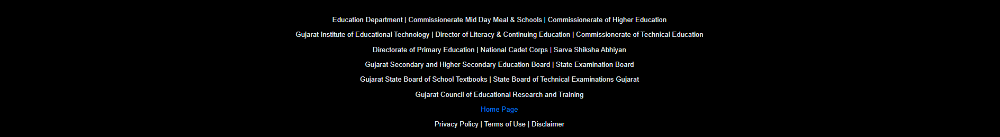 Education Department | Commissionerate Mid Day Meal & Schools | Commissionerate of Higher Education
Gujarat Institute of Educational Technology | Director of Literacy & Continuing Education | Commissionerate of Technical Education
Directorate of Primary Education | National Cadet Corps | Sarva Shiksha Abhiyan
Gujarat Secondary and Higher Secondary Education Board | State Examination Board
Gujarat State Board of School Textbooks | State Board of Technical Examinations Gujarat
Gujarat Council of Educational Research and Training
Home Page
Privacy Policy | Terms of Use | Disclaimer